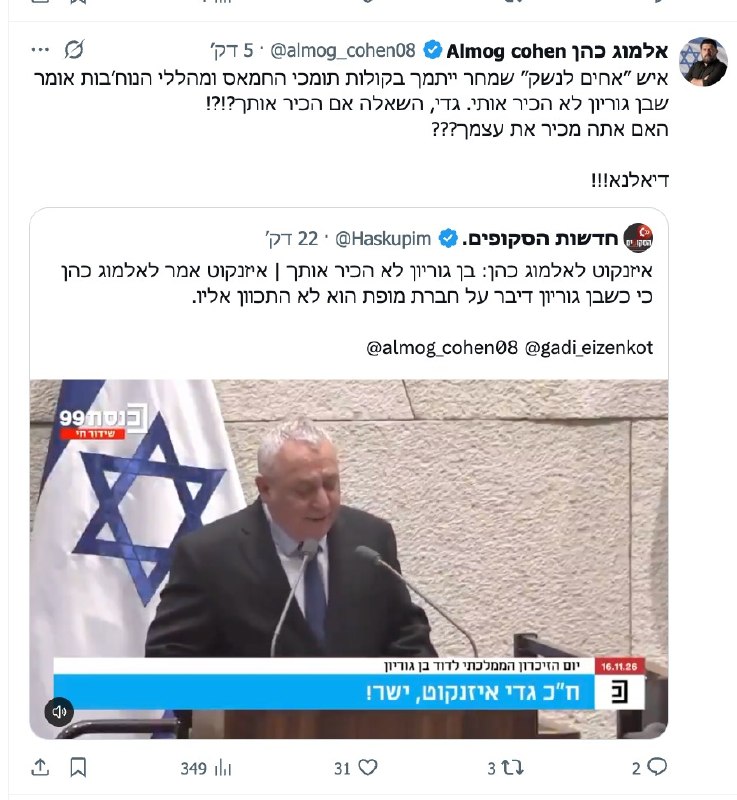 אלמוג כהן Almog cohen @almog_cohen08 · 5 דק'
איש "אחים לנשק" שמחר ייתמך בקולות תומכי החמאס ומהללי הנוח'בות אומר
שבן גוריון לא הכיר אותי. גדי, השאלה אם הכיר אותך?!?!
האם אתה מכיר את עצמך???
דיאלנא!!!
חדשות הסקופים. @Haskupim · 22 דק'
איזנקוט לאלמוג כהן: בן גוריון לא הכיר אותך | איזנקוט אמר לאלמוג כהן
כי כשבן גוריון דיבר על חברת מופת הוא לא התכוון אליו.
@almog_cohen08 @gadi_eizenkot
כנסת99
שידור חי
16.11.26 יום הזיכרון הממלכתי לדוד בן גוריון
ח"כ גדי איזנקוט, ישר!
2 3 31 349